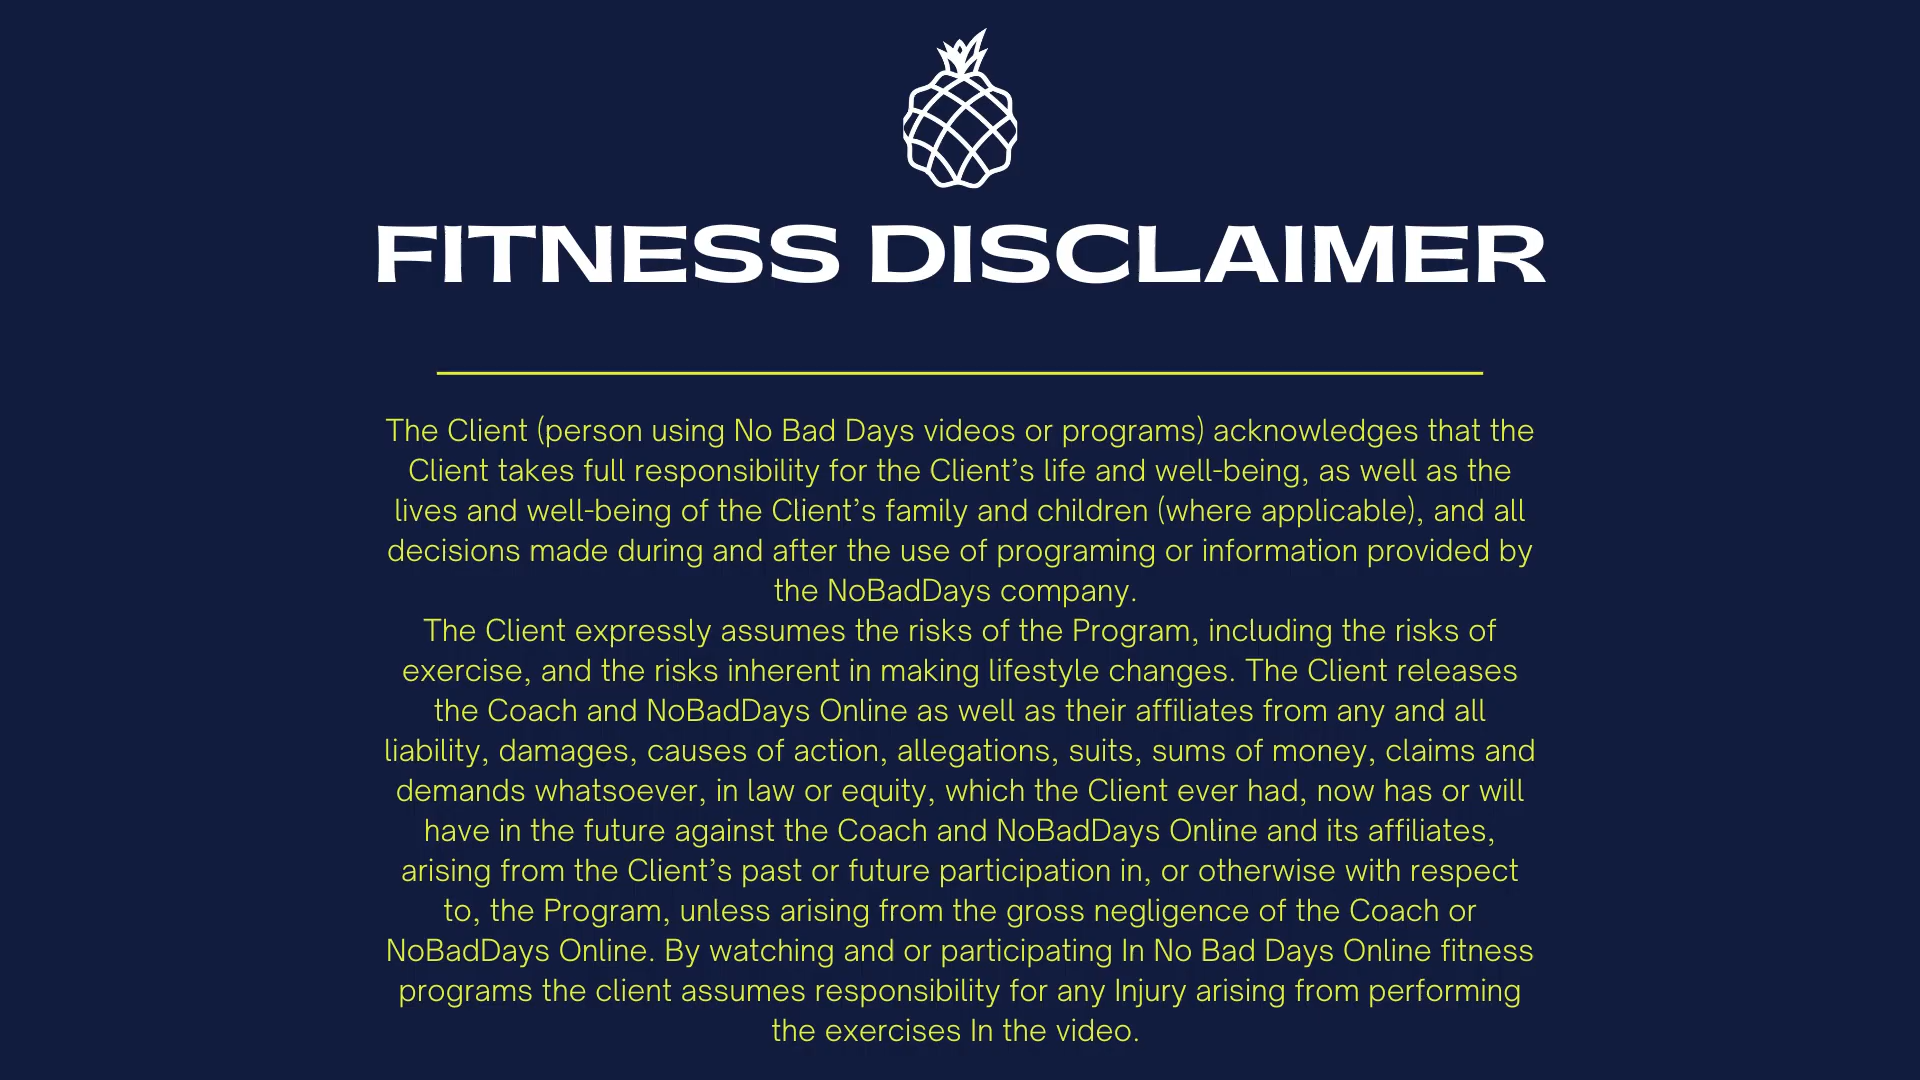 FITNESS DISCLAIMER
The Client (person using No Bad Days videos or programs) acknowledges that the
Client takes full responsibility for the Client’s life and well-being, as well as the
lives and well-being of the Client’s family and children (where applicable), and all
decisions made during and after the use of programing or information provided by
the NoBadDays company.
The Client expressly assumes the risks of the Program, including the risks of
exercise, and the risks inherent in making lifestyle changes. The Client releases
the Coach and NoBadDays Online as well as their affiliates from any and all
liability, damages, causes of action, allegations, suits, sums of money, claims and
demands whatsoever, in law or equity, which the Client ever had, now has or will
have in the future against the Coach and NoBadDays Online and its affiliates,
arising from the Client’s past or future participation in, or otherwise with respect
to, the Program, unless arising from the gross negligence of the Coach or
NoBadDays Online. By watching and or participating In No Bad Days Online fitness
programs the client assumes responsibility for any Injury arising from performing
the exercises In the video.